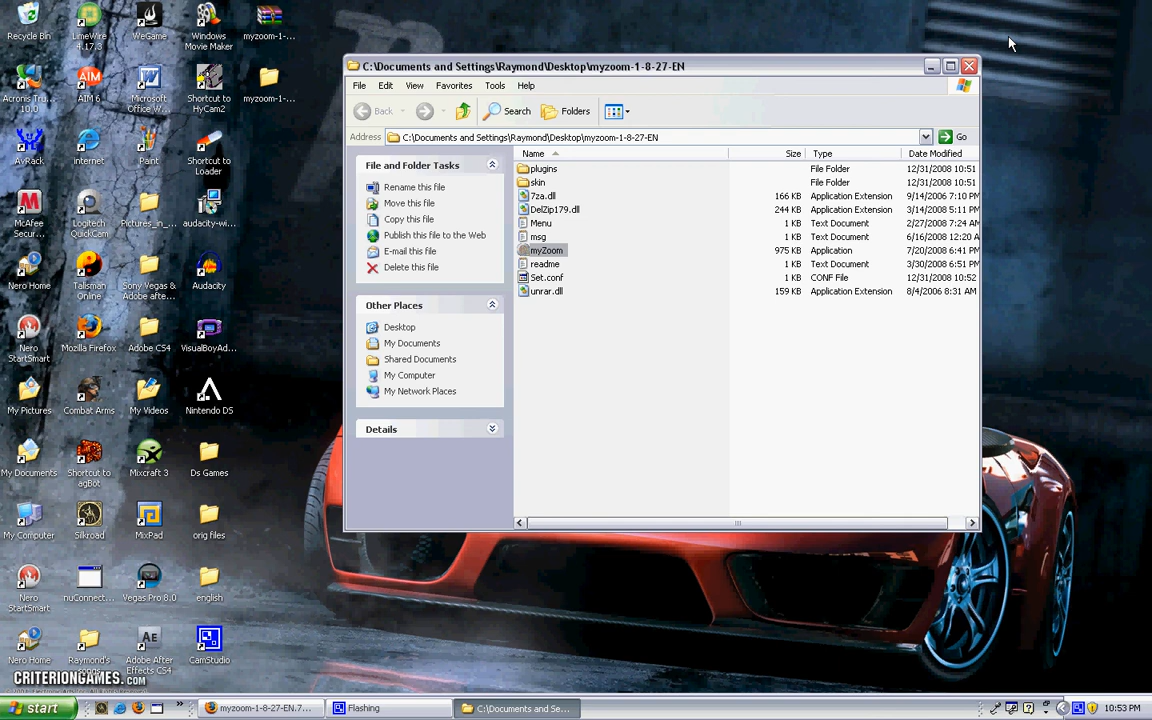 Recycle Bin
LimeWire
4.17.3
WeGame
Windows
Movie Maker
myzoom-1-...
Acronis Tru...
10.0
AIM 6
Microsoft
Office W...
Shortcut to
HyCam2
myzoom-1-...
AvRack
internet
Paint
Shortcut to
Loader
McAfee
Secur...
Logitech
QuickCam
Pictures_in_...
audacity-wi...
Nero Home
Talisman
Online
Sony Vegas &
Adobe afte...
Audacity
Nero
StartSmart
Mozilla Firefox
Adobe CS4
VisualBoyAd...
My Pictures
Combat Arms
My Videos
Nintendo DS
My Documents
Shortcut to
agBot
Mixcraft 3
Ds Games
My Computer
Silkroad
MixPad
orig files
Nero
StartSmart
nuConnect...
Vegas Pro 8.0
english
Nero Home
Raymond's
Adobe After
Effects CS4
CamStudio
CRITERIONGAMES.COM
C:\Documents and Settings\Raymond\Desktop\myzoom-1-8-27-EN
File Edit View Favorites Tools Help
Back Search Folders
Address C:\Documents and Settings\Raymond\Desktop\myzoom-1-8-27-EN Go
File and Folder Tasks
Rename this file
Move this file
Copy this file
Publish this file to the Web
E-mail this file
Delete this file
Other Places
Desktop
My Documents
Shared Documents
My Computer
My Network Places
Details
Name Size Type Date Modified
plugins File Folder 12/31/2008 10:51
skin File Folder 12/31/2008 10:51
7za.dll 166 KB Application Extension 9/14/2006 7:10 PM
DelZip179.dll 244 KB Application Extension 3/14/2008 5:11 PM
Menu 1 KB Text Document 2/27/2008 7:24 AM
msg 1 KB Text Document 6/16/2008 12:20 A
myZoom 975 KB Application 7/20/2008 6:41 PM
readme 1 KB Text Document 3/30/2008 6:51 PM
Set.conf 1 KB CONF File 12/31/2008 10:52
unrar.dll 159 KB Application Extension 8/4/2006 8:31 AM
start
myzoom-1-8-27-EN.7...
Flashing
C:\Documents and Se...
10:53 PM